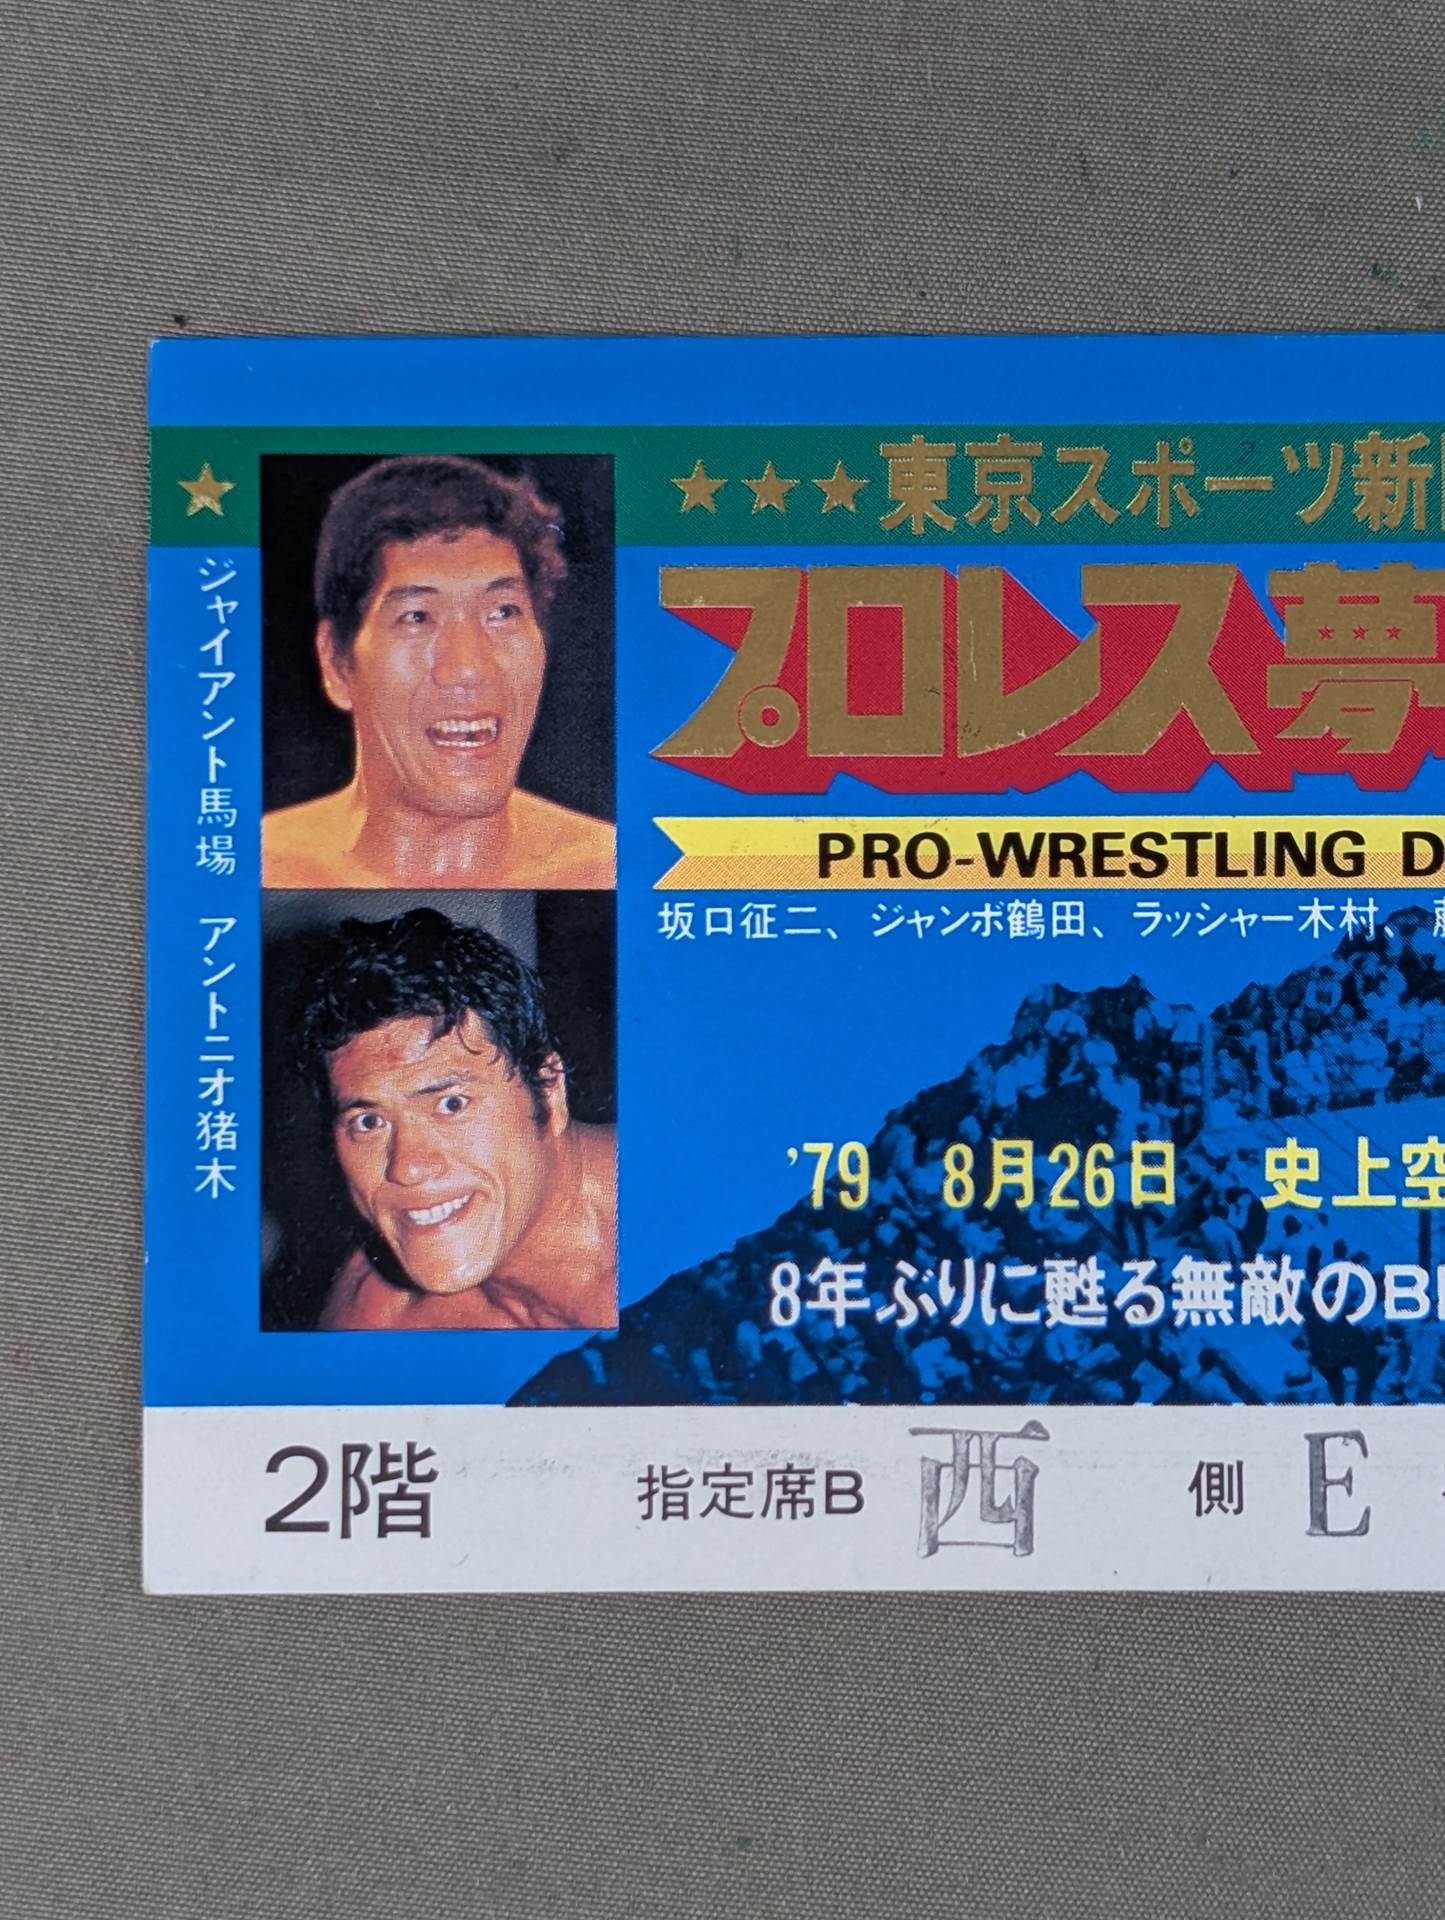 ★★★東京スポーツ新
プロレス夢
PRO-WRESTLING D
坂口征二、ジャンボ鶴田、ラッシャー木村、
ジャイアント馬場 アントニオ猪木
’79 8月26日 史上空
8年ぶりに甦る無敵のB
2階 指定席B 西 側 E